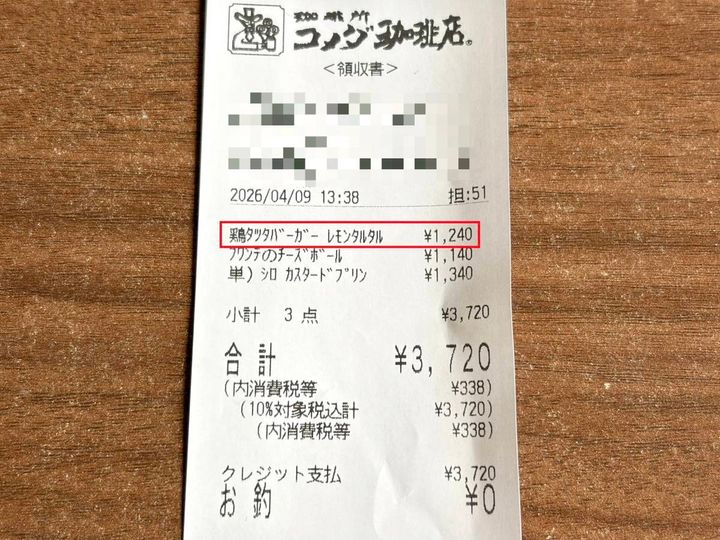 珈琲所
コメダ珈琲店®
＜領収書＞
2026/04/09 13:38 担:51
鶏タツタバーガー レモンタルタル ¥1,240
フワンテのチーズボール ¥1,140
単）シロ カスタードプリン ¥1,340
小計 3点 ¥3,720
合計 ¥3,720
(内消費税等 ¥338)
(10%対象税込計 ¥3,720)
(内消費税等 ¥338)
クレジット支払 ¥3,720
お釣 ¥0